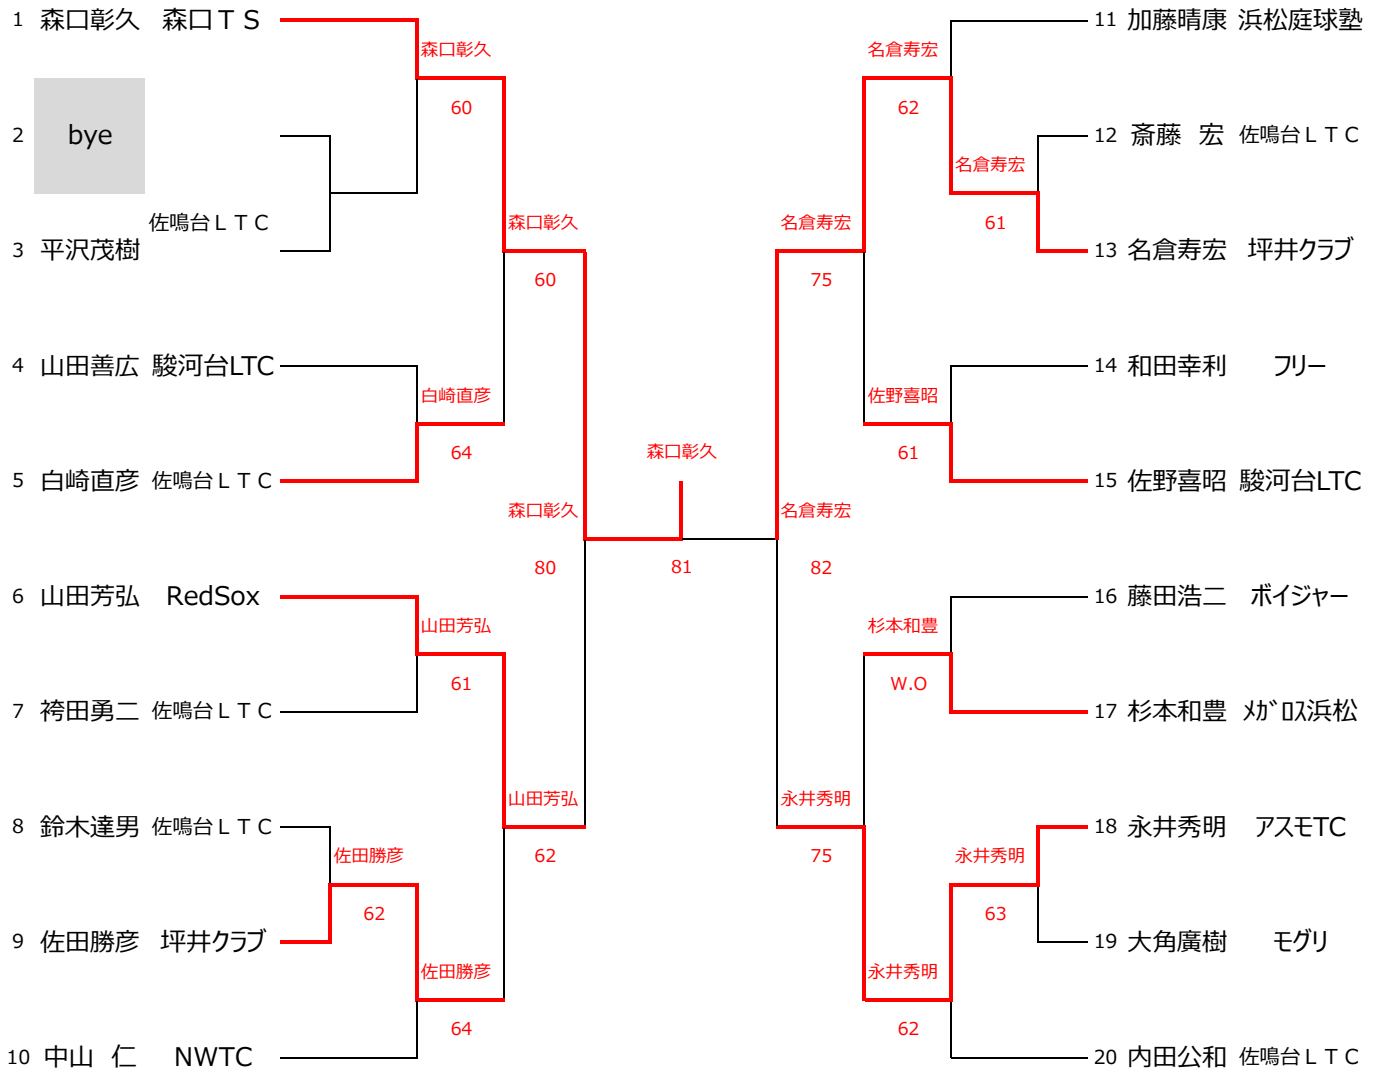 1 森口彰久 森口ＴＳ
森口彰久
60
2 bye
佐鳴台ＬＴＣ
3 平沢茂樹
森口彰久
60
4 山田善広 駿河台LTC
白崎直彦
64
5 白崎直彦 佐鳴台ＬＴＣ
森口彰久
80
6 山田芳弘 RedSox
山田芳弘
61
7 袴田勇二 佐鳴台ＬＴＣ
山田芳弘
62
8 鈴木達男 佐鳴台ＬＴＣ
佐田勝彦
62
9 佐田勝彦 坪井クラブ
佐田勝彦
64
10 中山 仁 NWTC
森口彰久
81
11 加藤晴康 浜松庭球塾
名倉寿宏
62
12 斎藤 宏 佐鳴台ＬＴＣ
名倉寿宏
61
13 名倉寿宏 坪井クラブ
名倉寿宏
75
14 和田幸利 フリー
佐野喜昭
61
15 佐野喜昭 駿河台LTC
名倉寿宏
82
16 藤田浩二 ボイジャー
杉本和豊
W.O
17 杉本和豊 ﾒｶﾞﾛｽ浜松
永井秀明
75
18 永井秀明 アスモTC
永井秀明
63
19 大角廣樹 モグリ
永井秀明
62
20 内田公和 佐鳴台ＬＴＣ